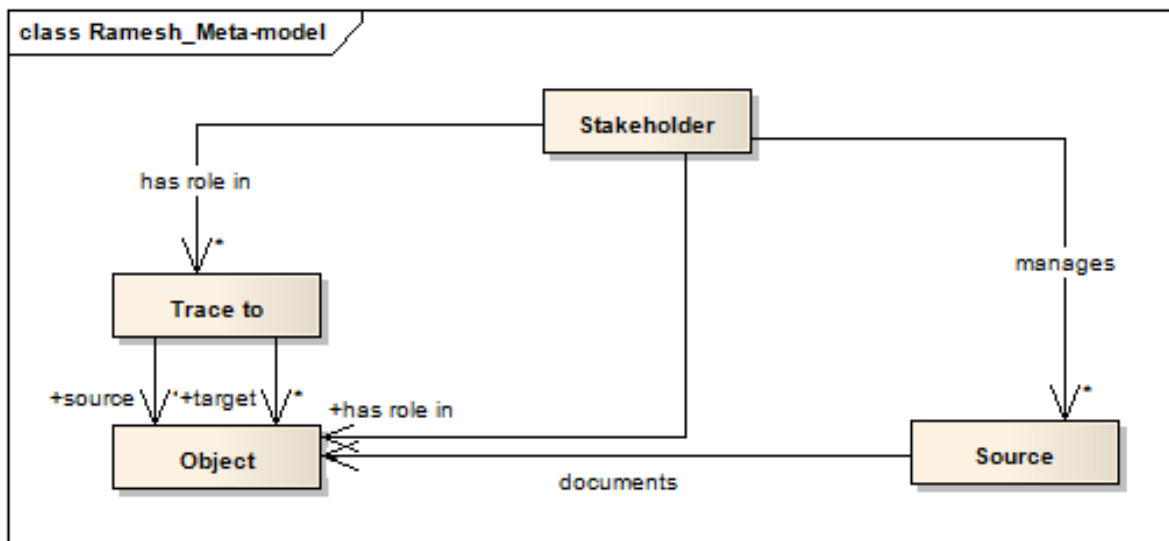 class Ramesh_Meta-model
Stakeholder
has role in
*
manages
Trace to
+source
*
+target
*
+has role in
*
Object
Source
documents